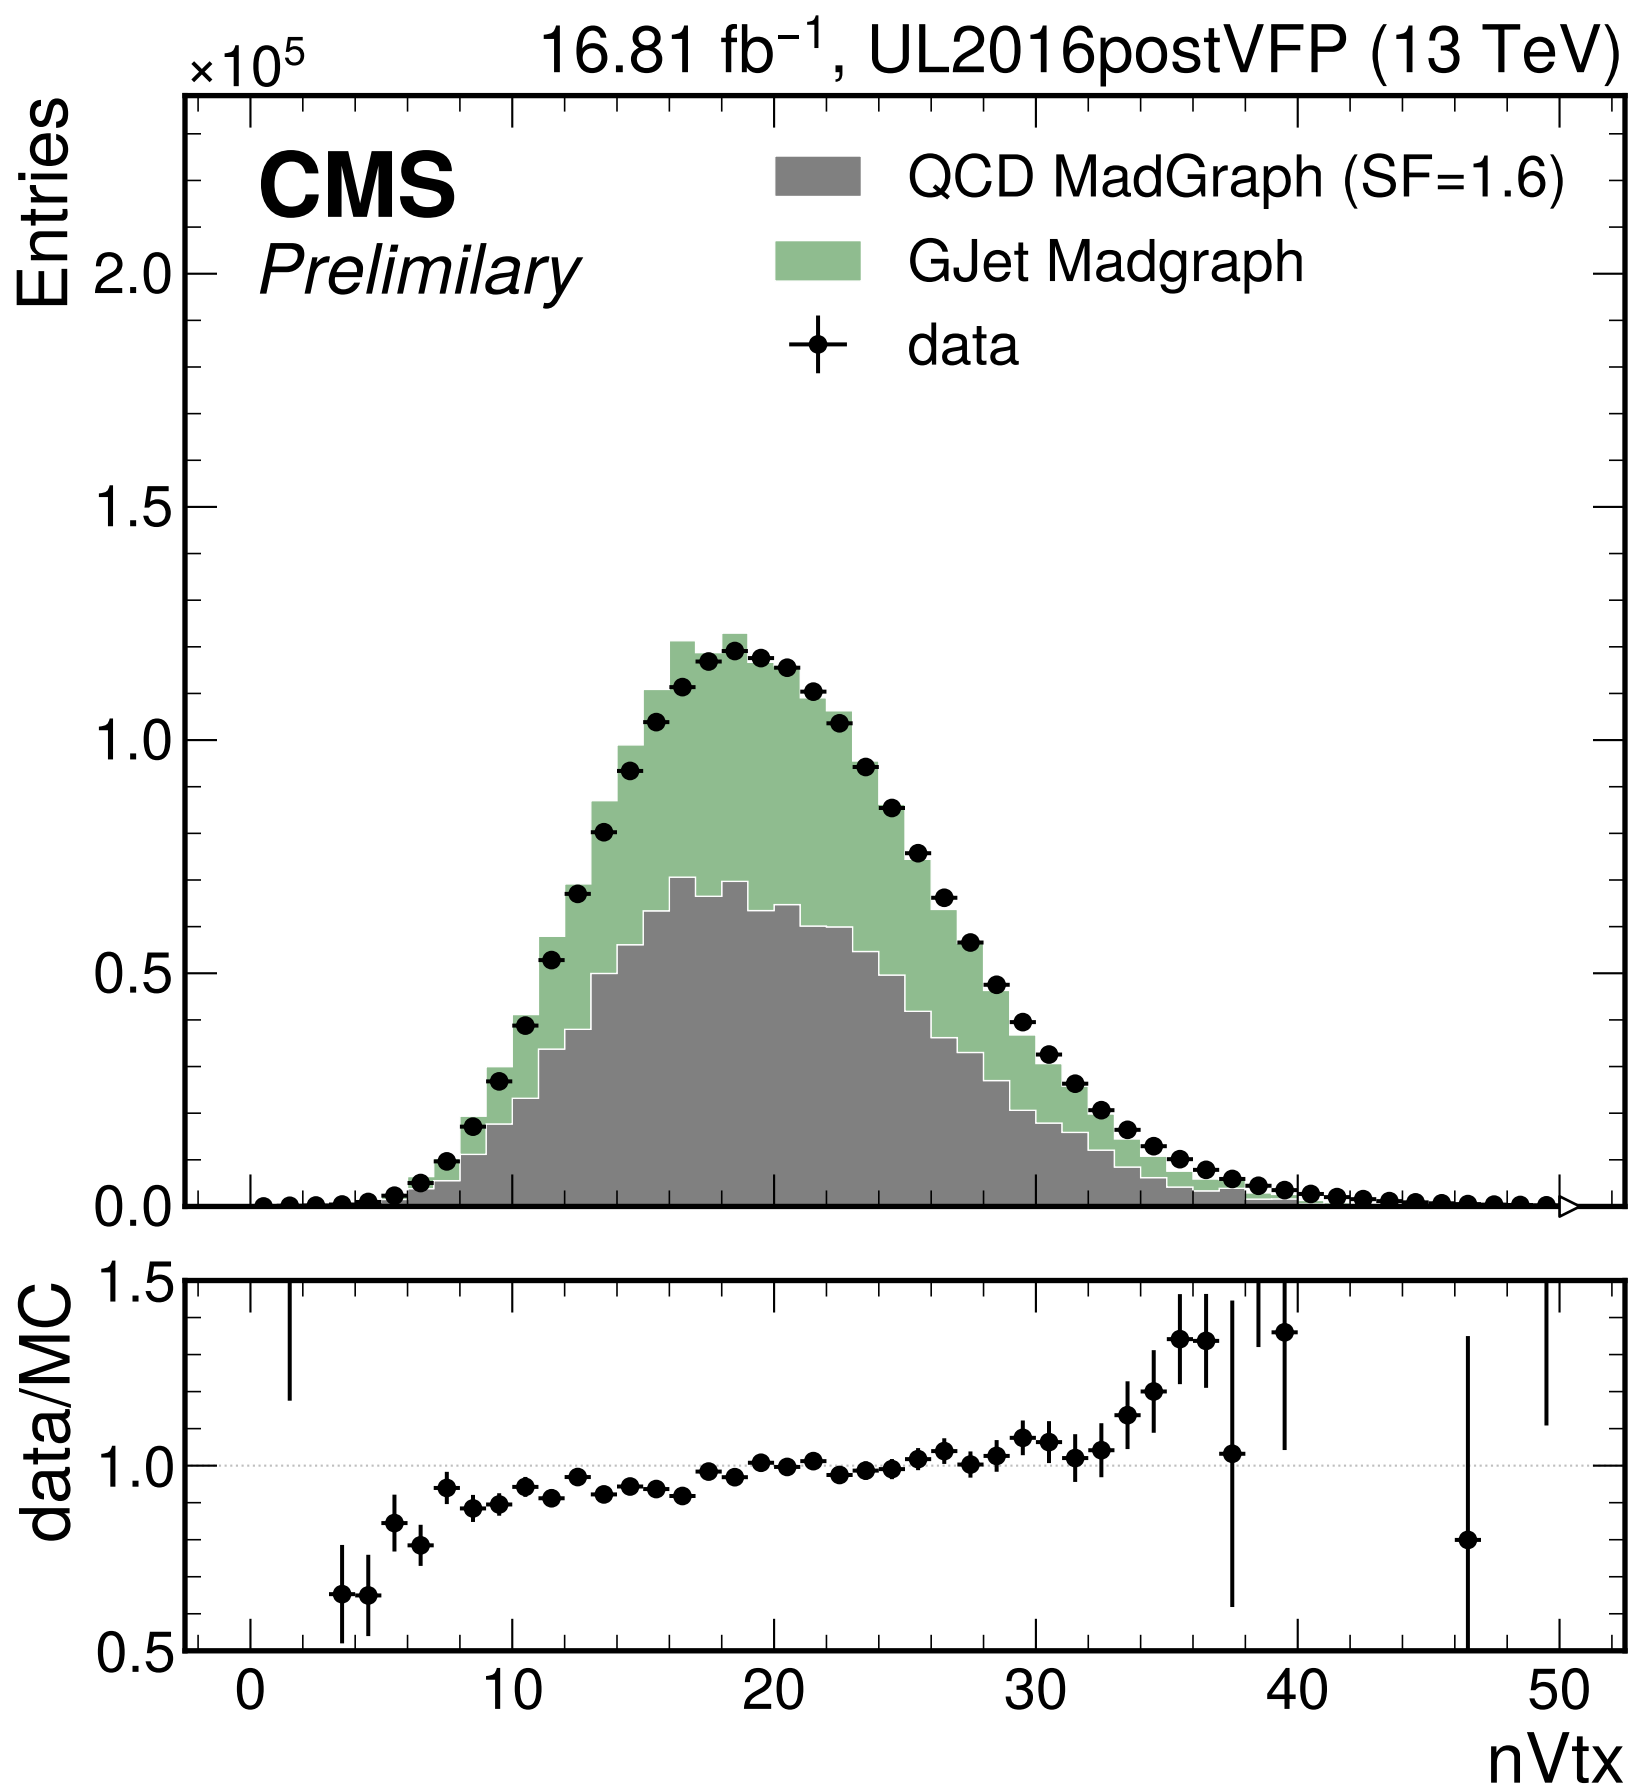 ×10⁵
16.81 fb⁻¹, UL2016postVFP (13 TeV)
Entries
CMS
Prelimilary
QCD MadGraph (SF=1.6)
GJet Madgraph
data
2.0
1.5
1.0
0.5
0.0
data/MC
1.5
1.0
0.5
0 10 20 30 40 50
nVtx